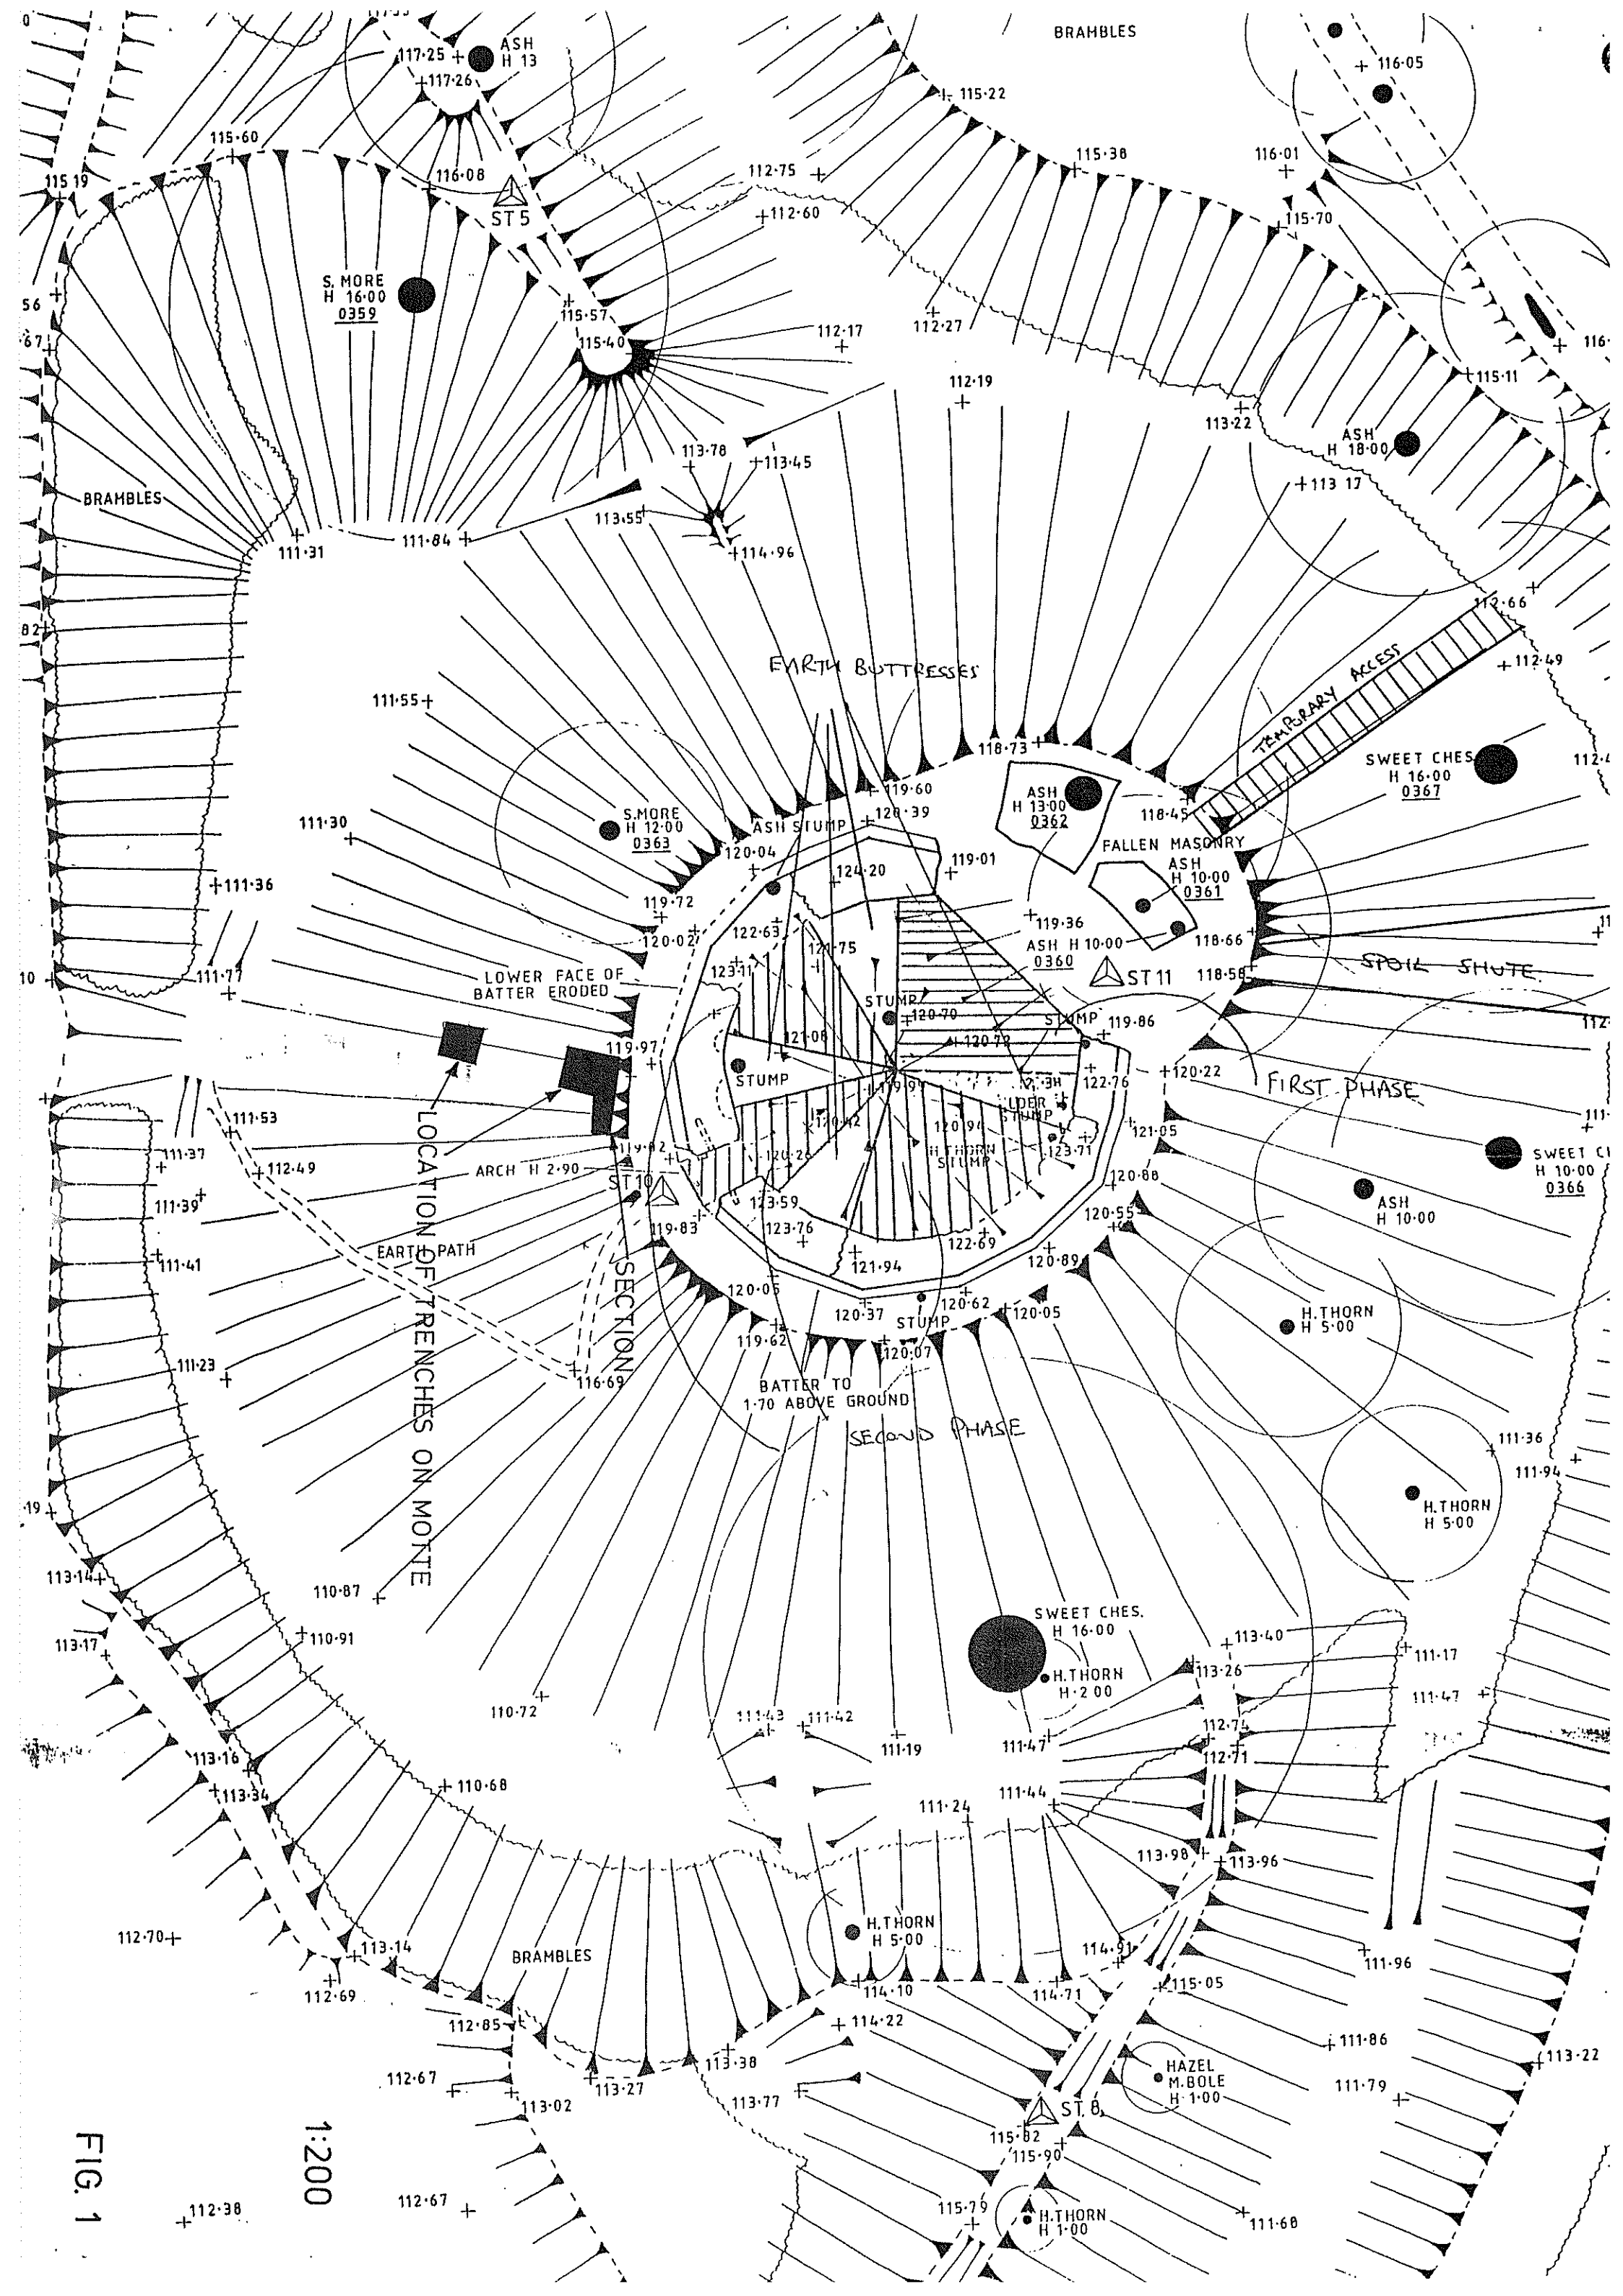 BRAMBLES
ASH
H 13
117·25
117·26
116·05
115·22
115·60
115·38
116·01
115 19
116·08
112·75
ST 5
112·60
115·70
S. MORE
H 16·00
0359
115·57
115·40
112·17
112·27
115·11
112·19
113·22
ASH
H 18·00
113·78
113·45
113 17
BRAMBLES
113·55
111·31
111·84
114·96
112·66
EARTH BUTTRESSES
TEMPORARY ACCESS
112·49
111·55
118·73
SWEET CHES
H 16·00
0367
119·60
ASH
H 13·00
0362
118·45
S.MORE
H 12·00
0363
111·30
ASH STUMP
120·39
FALLEN MASONRY
120·04
119·01
ASH
H 10·00
0361
124·20
111·36
119·72
119·36
122·63
120·02
121·75
ASH H 10·00
0360
118·66
123·11
LOWER FACE OF
BATTER ERODED
111·77
ST 11
118·58
SPOIL SHUTE
STUMP
120·70
STUMP
119·86
119·97
STUMP
122·76
120·22
FIRST PHASE
111·53
120·94
H.THORN
STUMP
121·05
123·71
111·37
112·49
ARCH H 2·90
SWEET CH
H 10·00
0366
ST 10
120·88
111·39
123·59
ASH
H 10·00
119·83
123·76
120·55
122·69
EARTH PATH
111·41
121·94
120·89
120·05
120·37
120·62
120·05
STUMP
H.THORN
H 5·00
119·62
120·07
111·23
116·69
BATTER TO
1·70 ABOVE GROUND
SECTION
LOCATION OF TRENCHES ON MOTTE
SECOND PHASE
111·36
111·94
H.THORN
H 5·00
113·14
110·87
SWEET CHES.
H 16·00
110·91
113·17
113·40
111·17
H.THORN
H·2 00
113·26
110·72
111·43
111·42
111·47
112·74
111·19
111·47
112·71
113·16
113·34
110·68
111·44
111·24
113·98
113·96
H.THORN
H 5·00
112·70
113·14
BRAMBLES
114·91
111·96
112·69
114·10
114·71
115·05
112·85
114·22
111·86
113·38
113·22
HAZEL
M.BOLE
H·1·00
112·67
113·27
113·77
111·79
113·02
ST. 8
115·82
115·90
115·79
H.THORN
H 1·00
112·38
112·67
111·68
1:200
FIG. 1